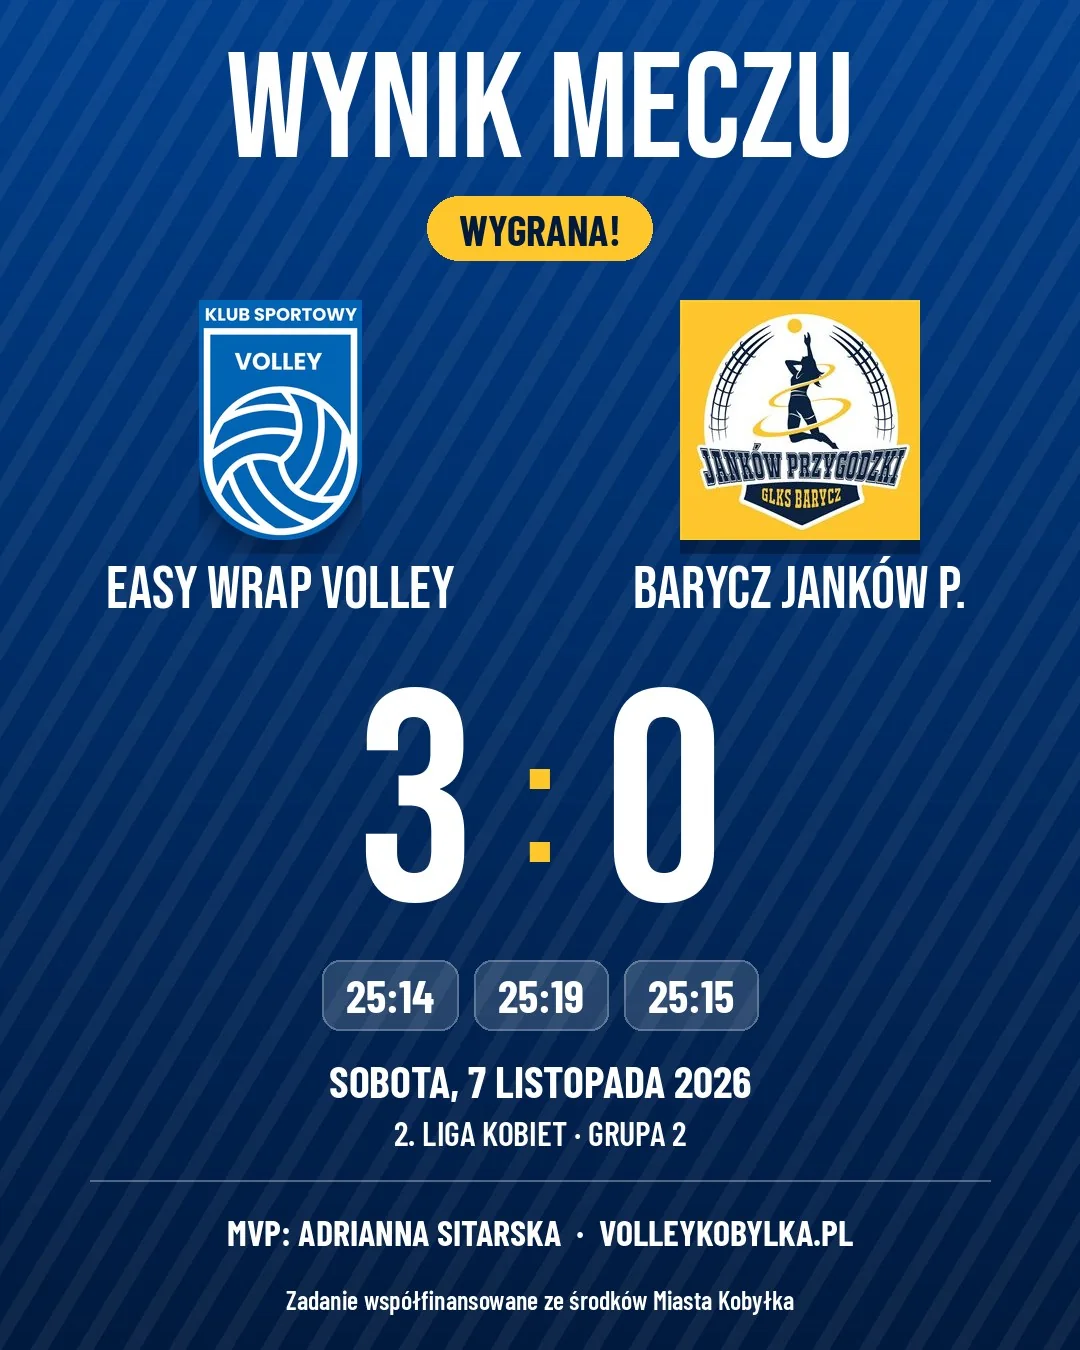 WYNIK MECZU
WYGRANA!
KLUB SPORTOWY
VOLLEY
JANKÓW PRZYGODZKI
GLKS BARYCZ
EASY WRAP VOLLEY
BARYCZ JANKÓW P.
3 : 0
25:14 25:19 25:15
SOBOTA, 7 LISTOPADA 2026
2. LIGA KOBIET · GRUPA 2
MVP: ADRIANNA SITARSKA · VOLLEYKOBYLKA.PL
Zadanie współfinansowane ze środków Miasta Kobyłka